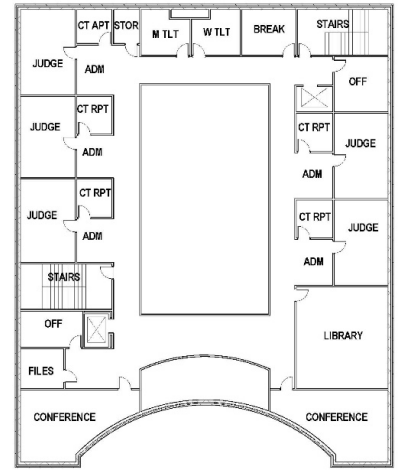 CT APT
STOR
M TLT
W TLT
BREAK
STAIRS
JUDGE
ADM
OFF
JUDGE
CT RPT
ADM
CT RPT
JUDGE
ADM
JUDGE
CT RPT
ADM
CT RPT
JUDGE
ADM
STAIRS
OFF
LIBRARY
FILES
CONFERENCE
CONFERENCE